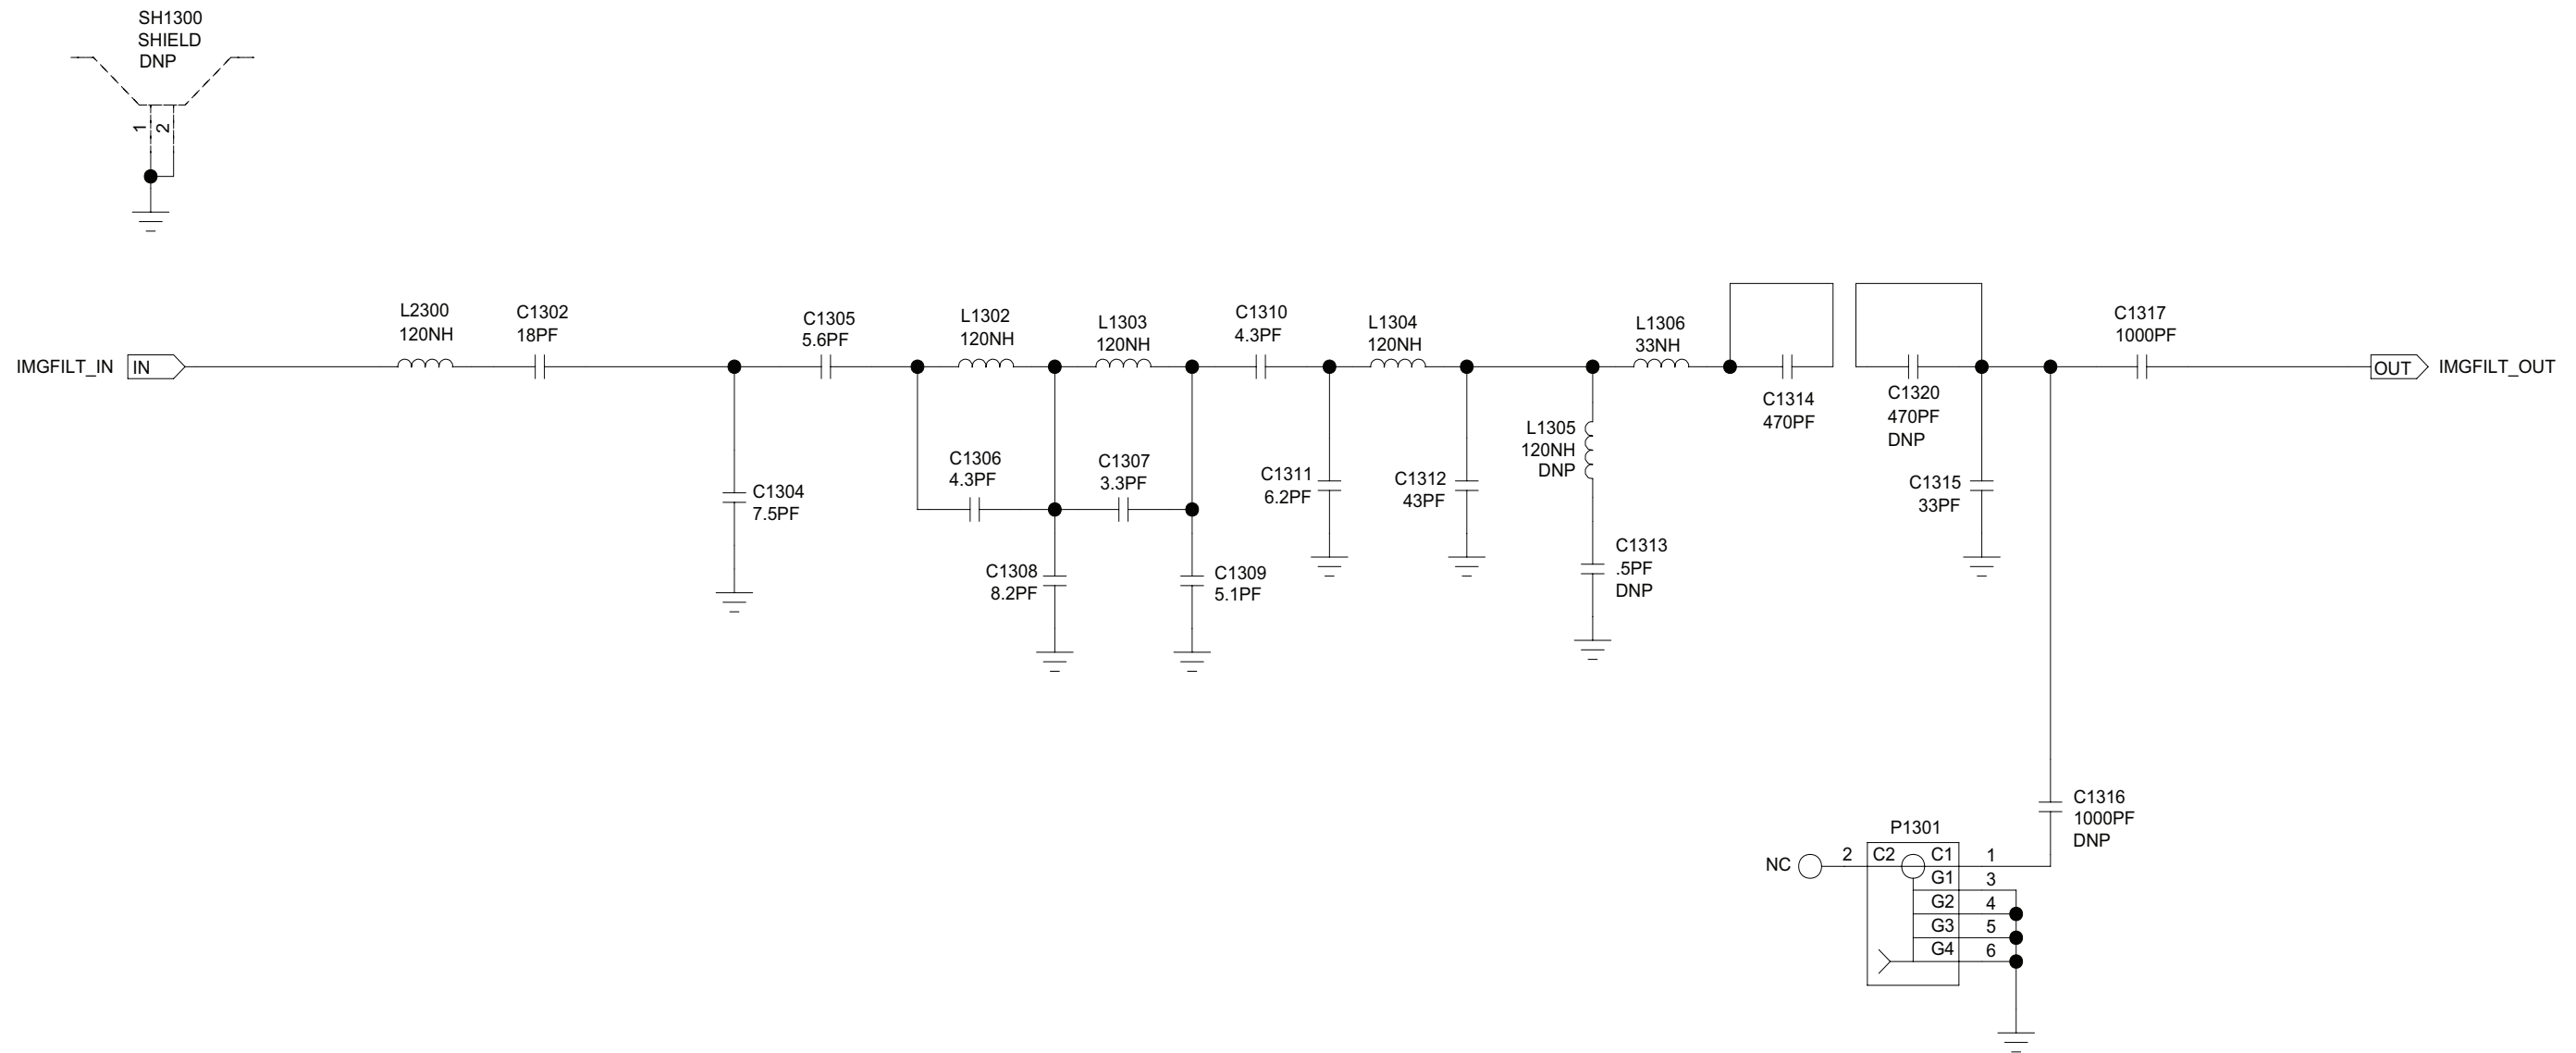 SH1300
SHIELD
DNP
1
2
IMGFILT_IN
IN
L2300
120NH
C1302
18PF
C1304
7.5PF
C1305
5.6PF
L1302
120NH
C1306
4.3PF
C1308
8.2PF
L1303
120NH
C1307
3.3PF
C1309
5.1PF
C1310
4.3PF
C1311
6.2PF
L1304
120NH
C1312
43PF
L1305
120NH
DNP
C1313
.5PF
DNP
L1306
33NH
C1314
470PF
C1320
470PF
DNP
C1315
33PF
C1317
1000PF
OUT
IMGFILT_OUT
C1316
1000PF
DNP
P1301
NC
2
C2
C1
1
G1
3
G2
4
G3
5
G4
6